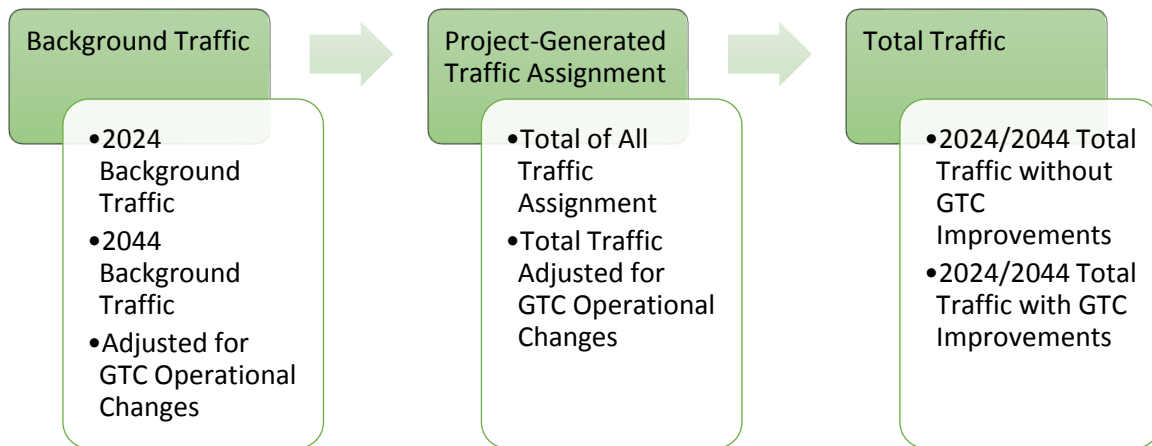 Background Traffic
•2024
Background
Traffic
•2044
Background
Traffic
•Adjusted for
GTC Operational
Changes
Project-Generated
Traffic Assignment
•Total of All
Traffic
Assignment
•Total Traffic
Adjusted for
GTC Operational
Changes
Total Traffic
•2024/2044 Total
Traffic without
GTC
Improvements
•2024/2044 Total
Traffic with GTC
Improvements